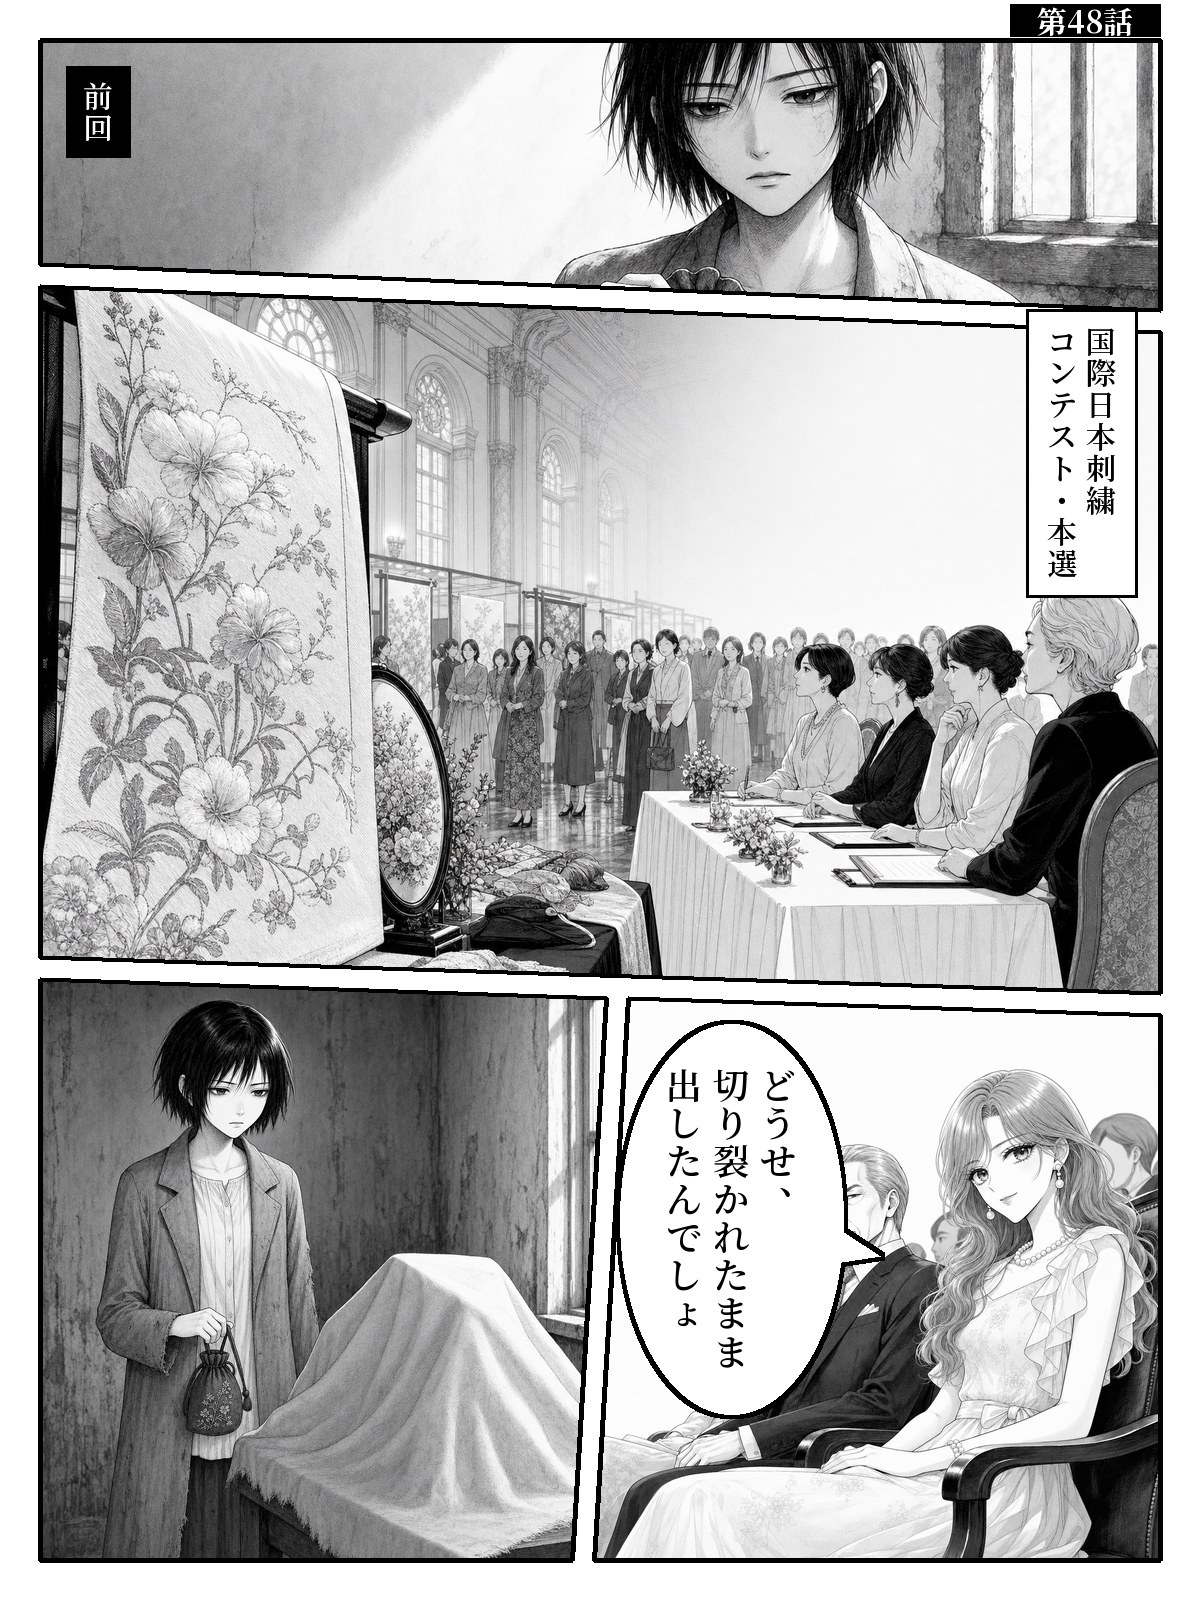 第48話
前回
国際日本刺繍
コンテスト・本選
どうせ、
切り裂かれたまま
出したんでしょ